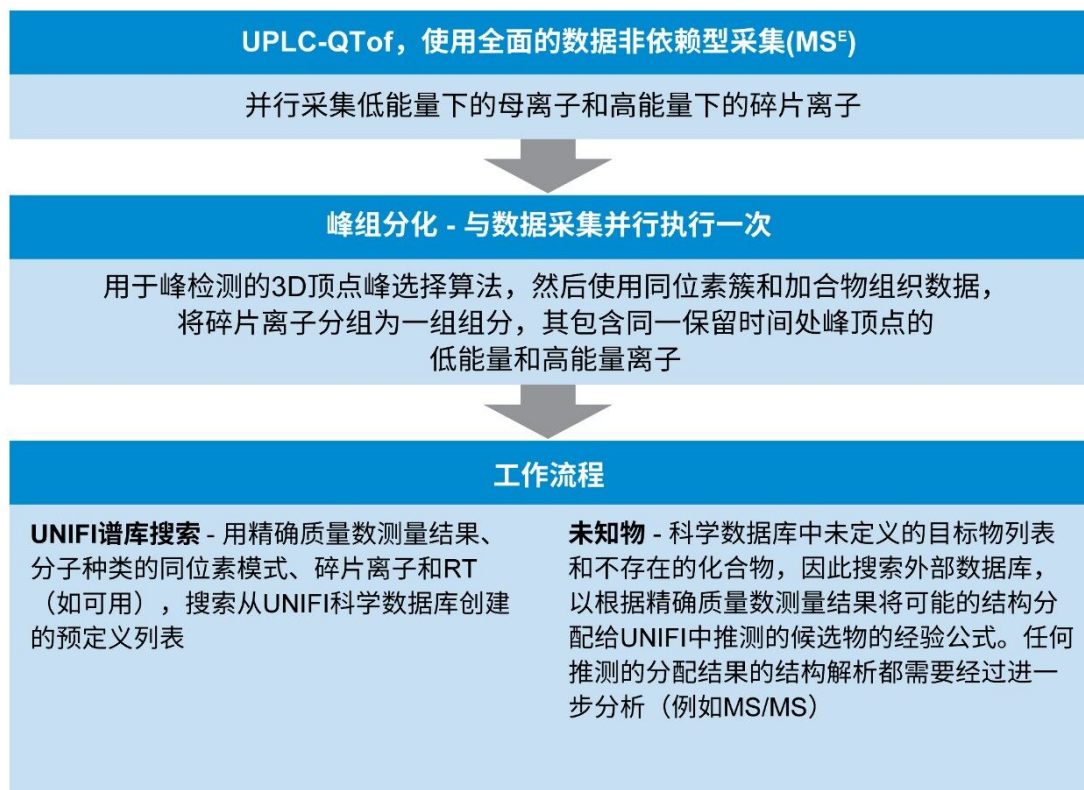 UPLC-QTof，使用全面的数据非依赖型采集(MSᴱ)
并行采集低能量下的母离子和高能量下的碎片离子
峰组分化 - 与数据采集并行执行一次
用于峰检测的3D顶点峰选择算法，然后使用同位素簇和加合物组织数据，
将碎片离子分组为一组组分，其包含同一保留时间处峰顶点的
低能量和高能量离子
工作流程
UNIFI谱库搜索 - 用精确质量数测量结果、
分子种类的同位素模式、碎片离子和RT
（如可用），搜索从UNIFI科学数据库创建
的预定义列表
未知物 - 科学数据库中未定义的目标物列表
和不存在的化合物，因此搜索外部数据库，
以根据精确质量数测量结果将可能的结构分
配给UNIFI中推测的候选物的经验公式。任何
推测的分配结果的结构解析都需要经过进一
步分析（例如MS/MS）